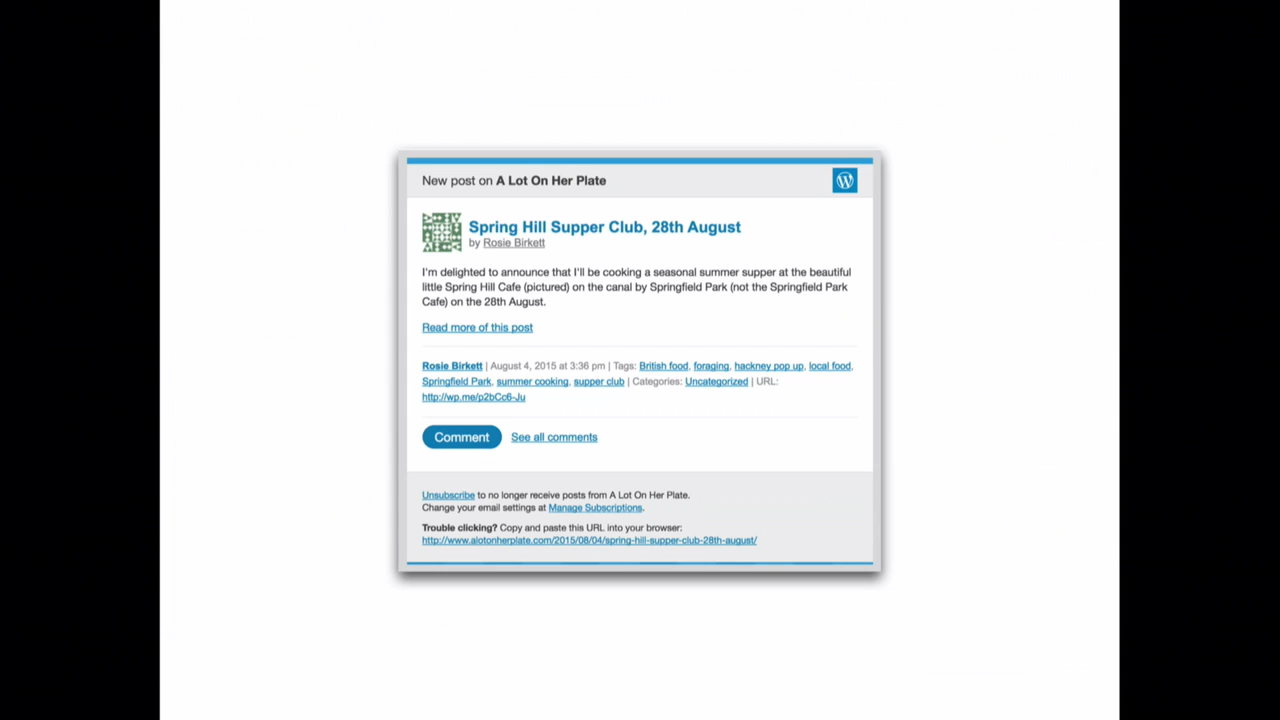 New post on A Lot On Her Plate
Spring Hill Supper Club, 28th August
by Rosie Birkett
I'm delighted to announce that I'll be cooking a seasonal summer supper at the beautiful
little Spring Hill Cafe (pictured) on the canal by Springfield Park (not the Springfield Park
Cafe) on the 28th August.
Read more of this post
Rosie Birkett | August 4, 2015 at 3:36 pm | Tags: British food, foraging, hackney pop up, local food,
Springfield Park, summer cooking, supper club | Categories: Uncategorized | URL:
http://wp.me/p2bCc6-Ju
Comment See all comments
Unsubscribe to no longer receive posts from A Lot On Her Plate.
Change your email settings at Manage Subscriptions.
Trouble clicking? Copy and paste this URL into your browser:
http://www.alotonherplate.com/2015/08/04/spring-hill-supper-club-28th-august/